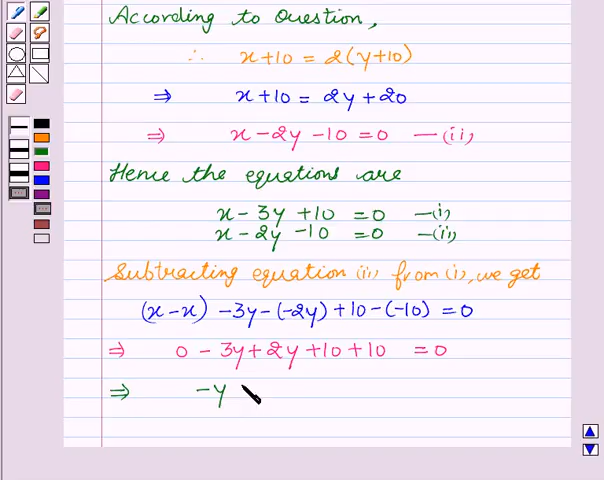 According to Question,
∴ x+10 = 2(y+10)
⇒ x+10 = 2y+20
⇒ x-2y-10=0 —(ii)
Hence the equations are
x-3y+10 =0 —(i)
x-2y-10 =0 —(ii)
Subtracting equation (ii) from (i), we get
(x-x) -3y-(-2y)+10-(-10)=0
⇒ 0-3y+2y+10+10 =0
⇒ -y